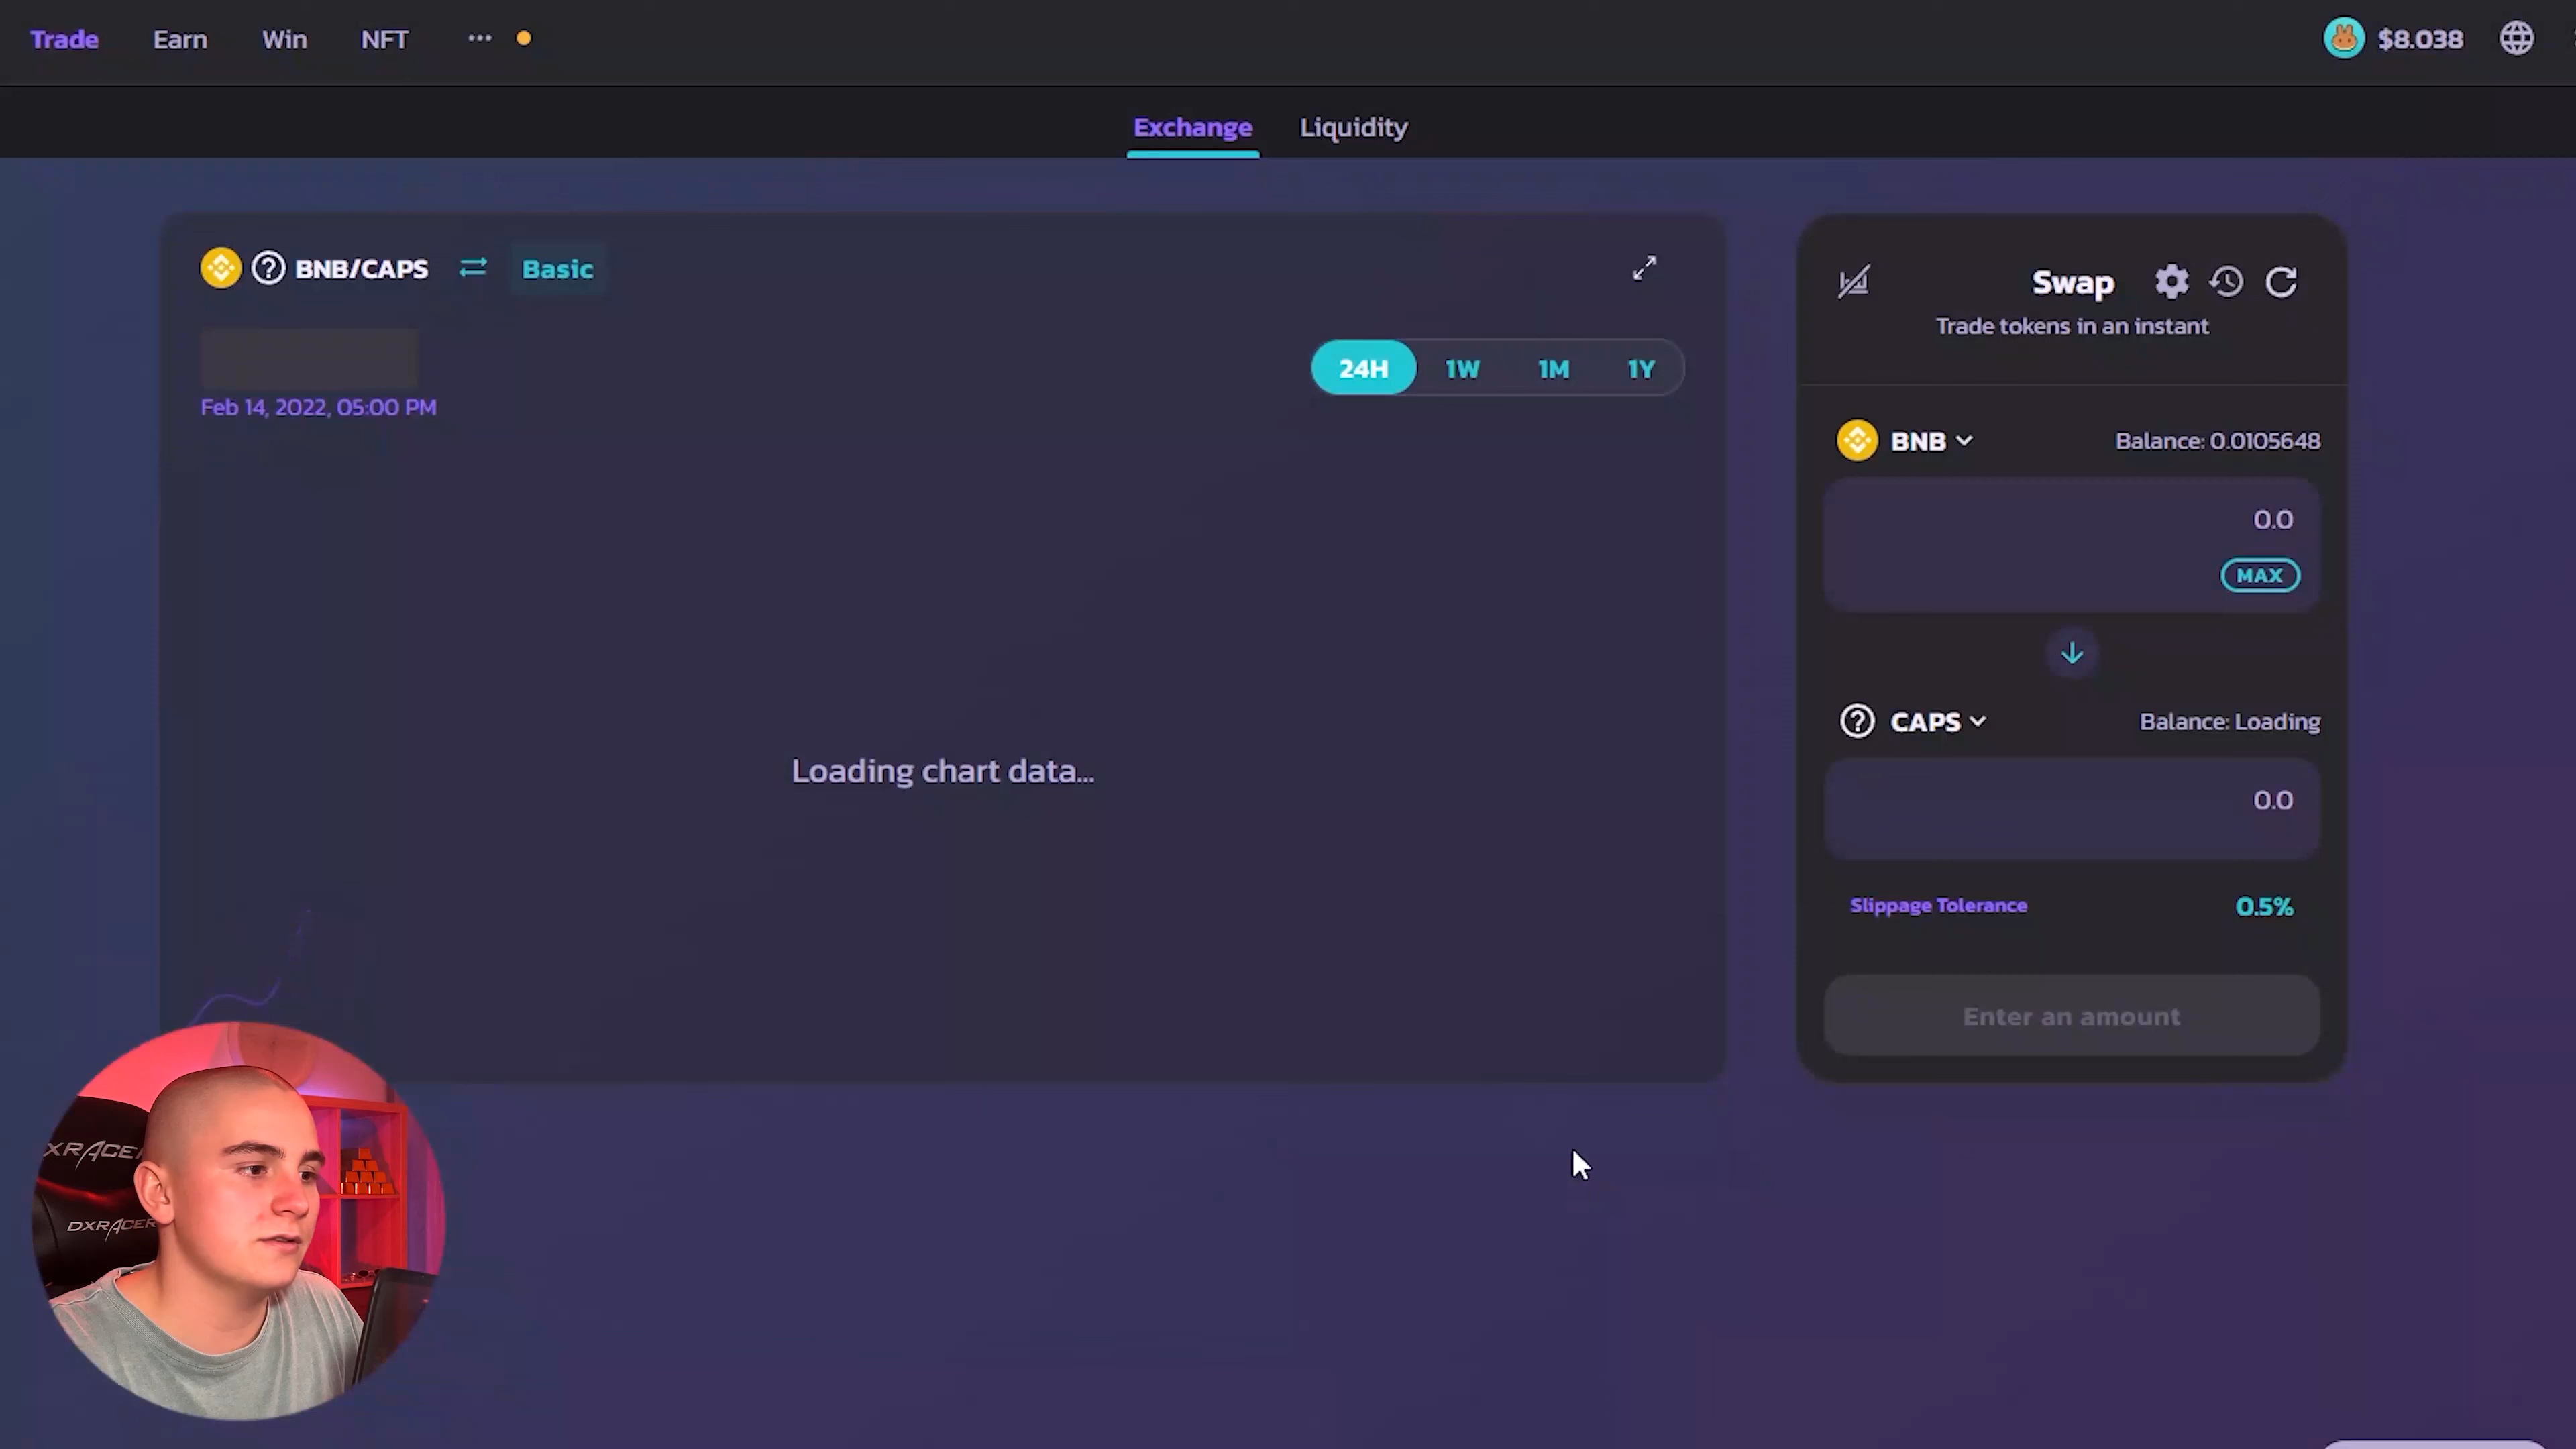 Trade Earn Win NFT ... $8.038
Exchange Liquidity
BNB/CAPS Basic
24H 1W 1M 1Y
Feb 14, 2022, 05:00 PM
Loading chart data...
Swap
Trade tokens in an instant
BNB Balance: 0.0105648
0.0
MAX
CAPS Balance: Loading
0.0
Slippage Tolerance 0.5%
Enter an amount
DXRACER